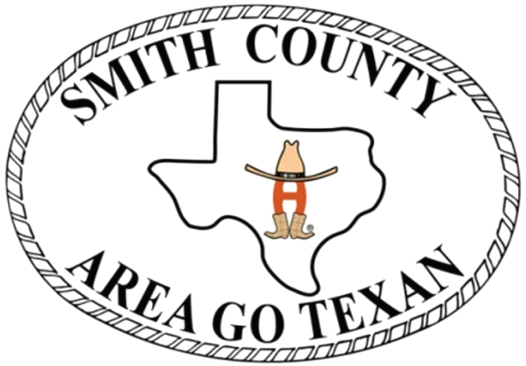 SMITH COUNTY
H
®
AREA GO TEXAN